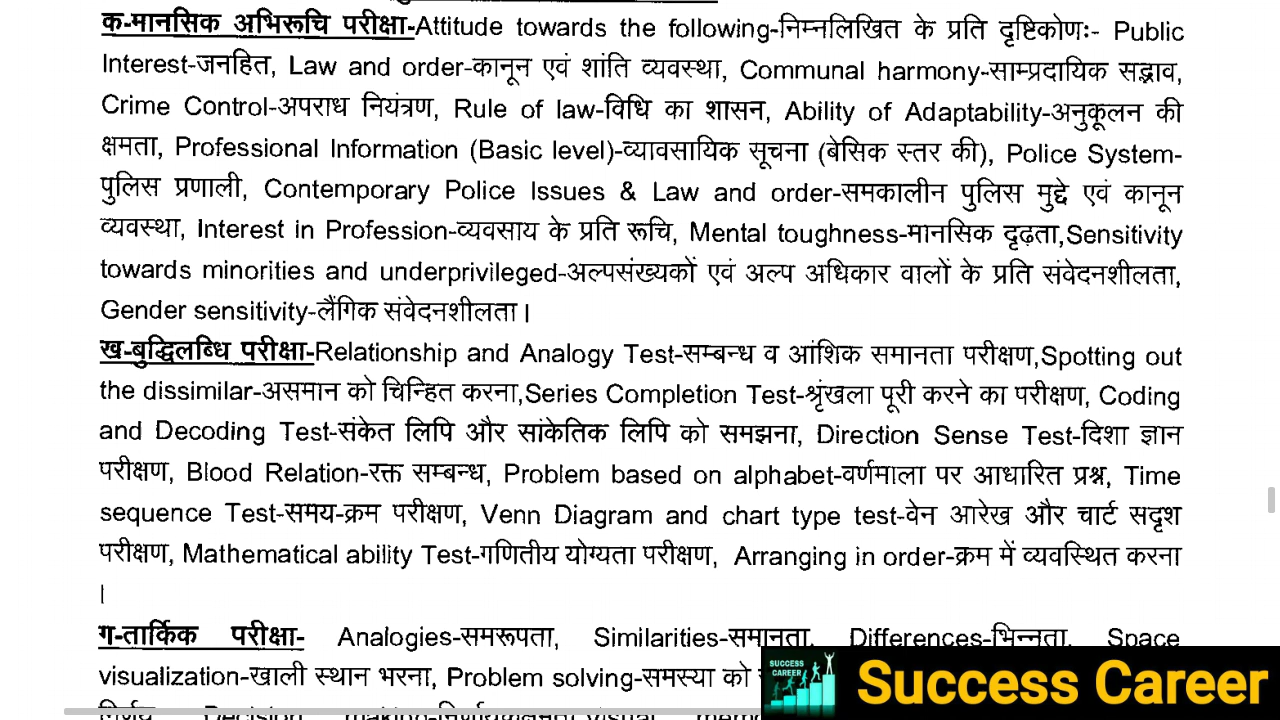 क-मानसिक अभिरूचि परीक्षा-Attitude towards the following-निम्नलिखित के प्रति दृष्टिकोणः- Public
Interest-जनहित, Law and order-कानून एवं शांति व्यवस्था, Communal harmony-साम्प्रदायिक सद्भाव,
Crime Control-अपराध नियंत्रण, Rule of law-विधि का शासन, Ability of Adaptability-अनुकूलन की
क्षमता, Professional Information (Basic level)-व्यावसायिक सूचना (बेसिक स्तर की), Police System-
पुलिस प्रणाली, Contemporary Police Issues & Law and order-समकालीन पुलिस मुद्दे एवं कानून
व्यवस्था, Interest in Profession-व्यवसाय के प्रति रूचि, Mental toughness-मानसिक दृढ़ता,Sensitivity
towards minorities and underprivileged-अल्पसंख्यकों एवं अल्प अधिकार वालों के प्रति संवेदनशीलता,
Gender sensitivity-लैंगिक संवेदनशीलता।
ख-बुद्धिलब्धि परीक्षा-Relationship and Analogy Test-सम्बन्ध व आंशिक समानता परीक्षण,Spotting out
the dissimilar-असमान को चिन्हित करना,Series Completion Test-श्रृंखला पूरी करने का परीक्षण, Coding
and Decoding Test-संकेत लिपि और सांकेतिक लिपि को समझना, Direction Sense Test-दिशा ज्ञान
परीक्षण, Blood Relation-रक्त सम्बन्ध, Problem based on alphabet-वर्णमाला पर आधारित प्रश्न, Time
sequence Test-समय-क्रम परीक्षण, Venn Diagram and chart type test-वेन आरेख और चार्ट सदृश
परीक्षण, Mathematical ability Test-गणितीय योग्यता परीक्षण, Arranging in order-क्रम में व्यवस्थित करना
।
ग-तार्किक परीक्षा- Analogies-समरूपता, Similarities-समानता, Differences-भिन्नता, Space
visualization-खाली स्थान भरना, Problem solving-समस्या को
SUCCESS
CAREER
Success Career